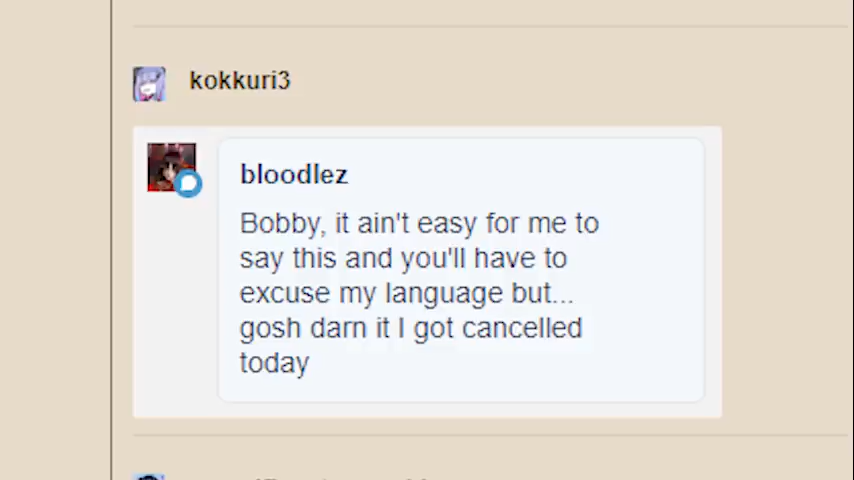 kokkuri3
bloodlez
Bobby, it ain't easy for me to
say this and you'll have to
excuse my language but...
gosh darn it I got cancelled
today